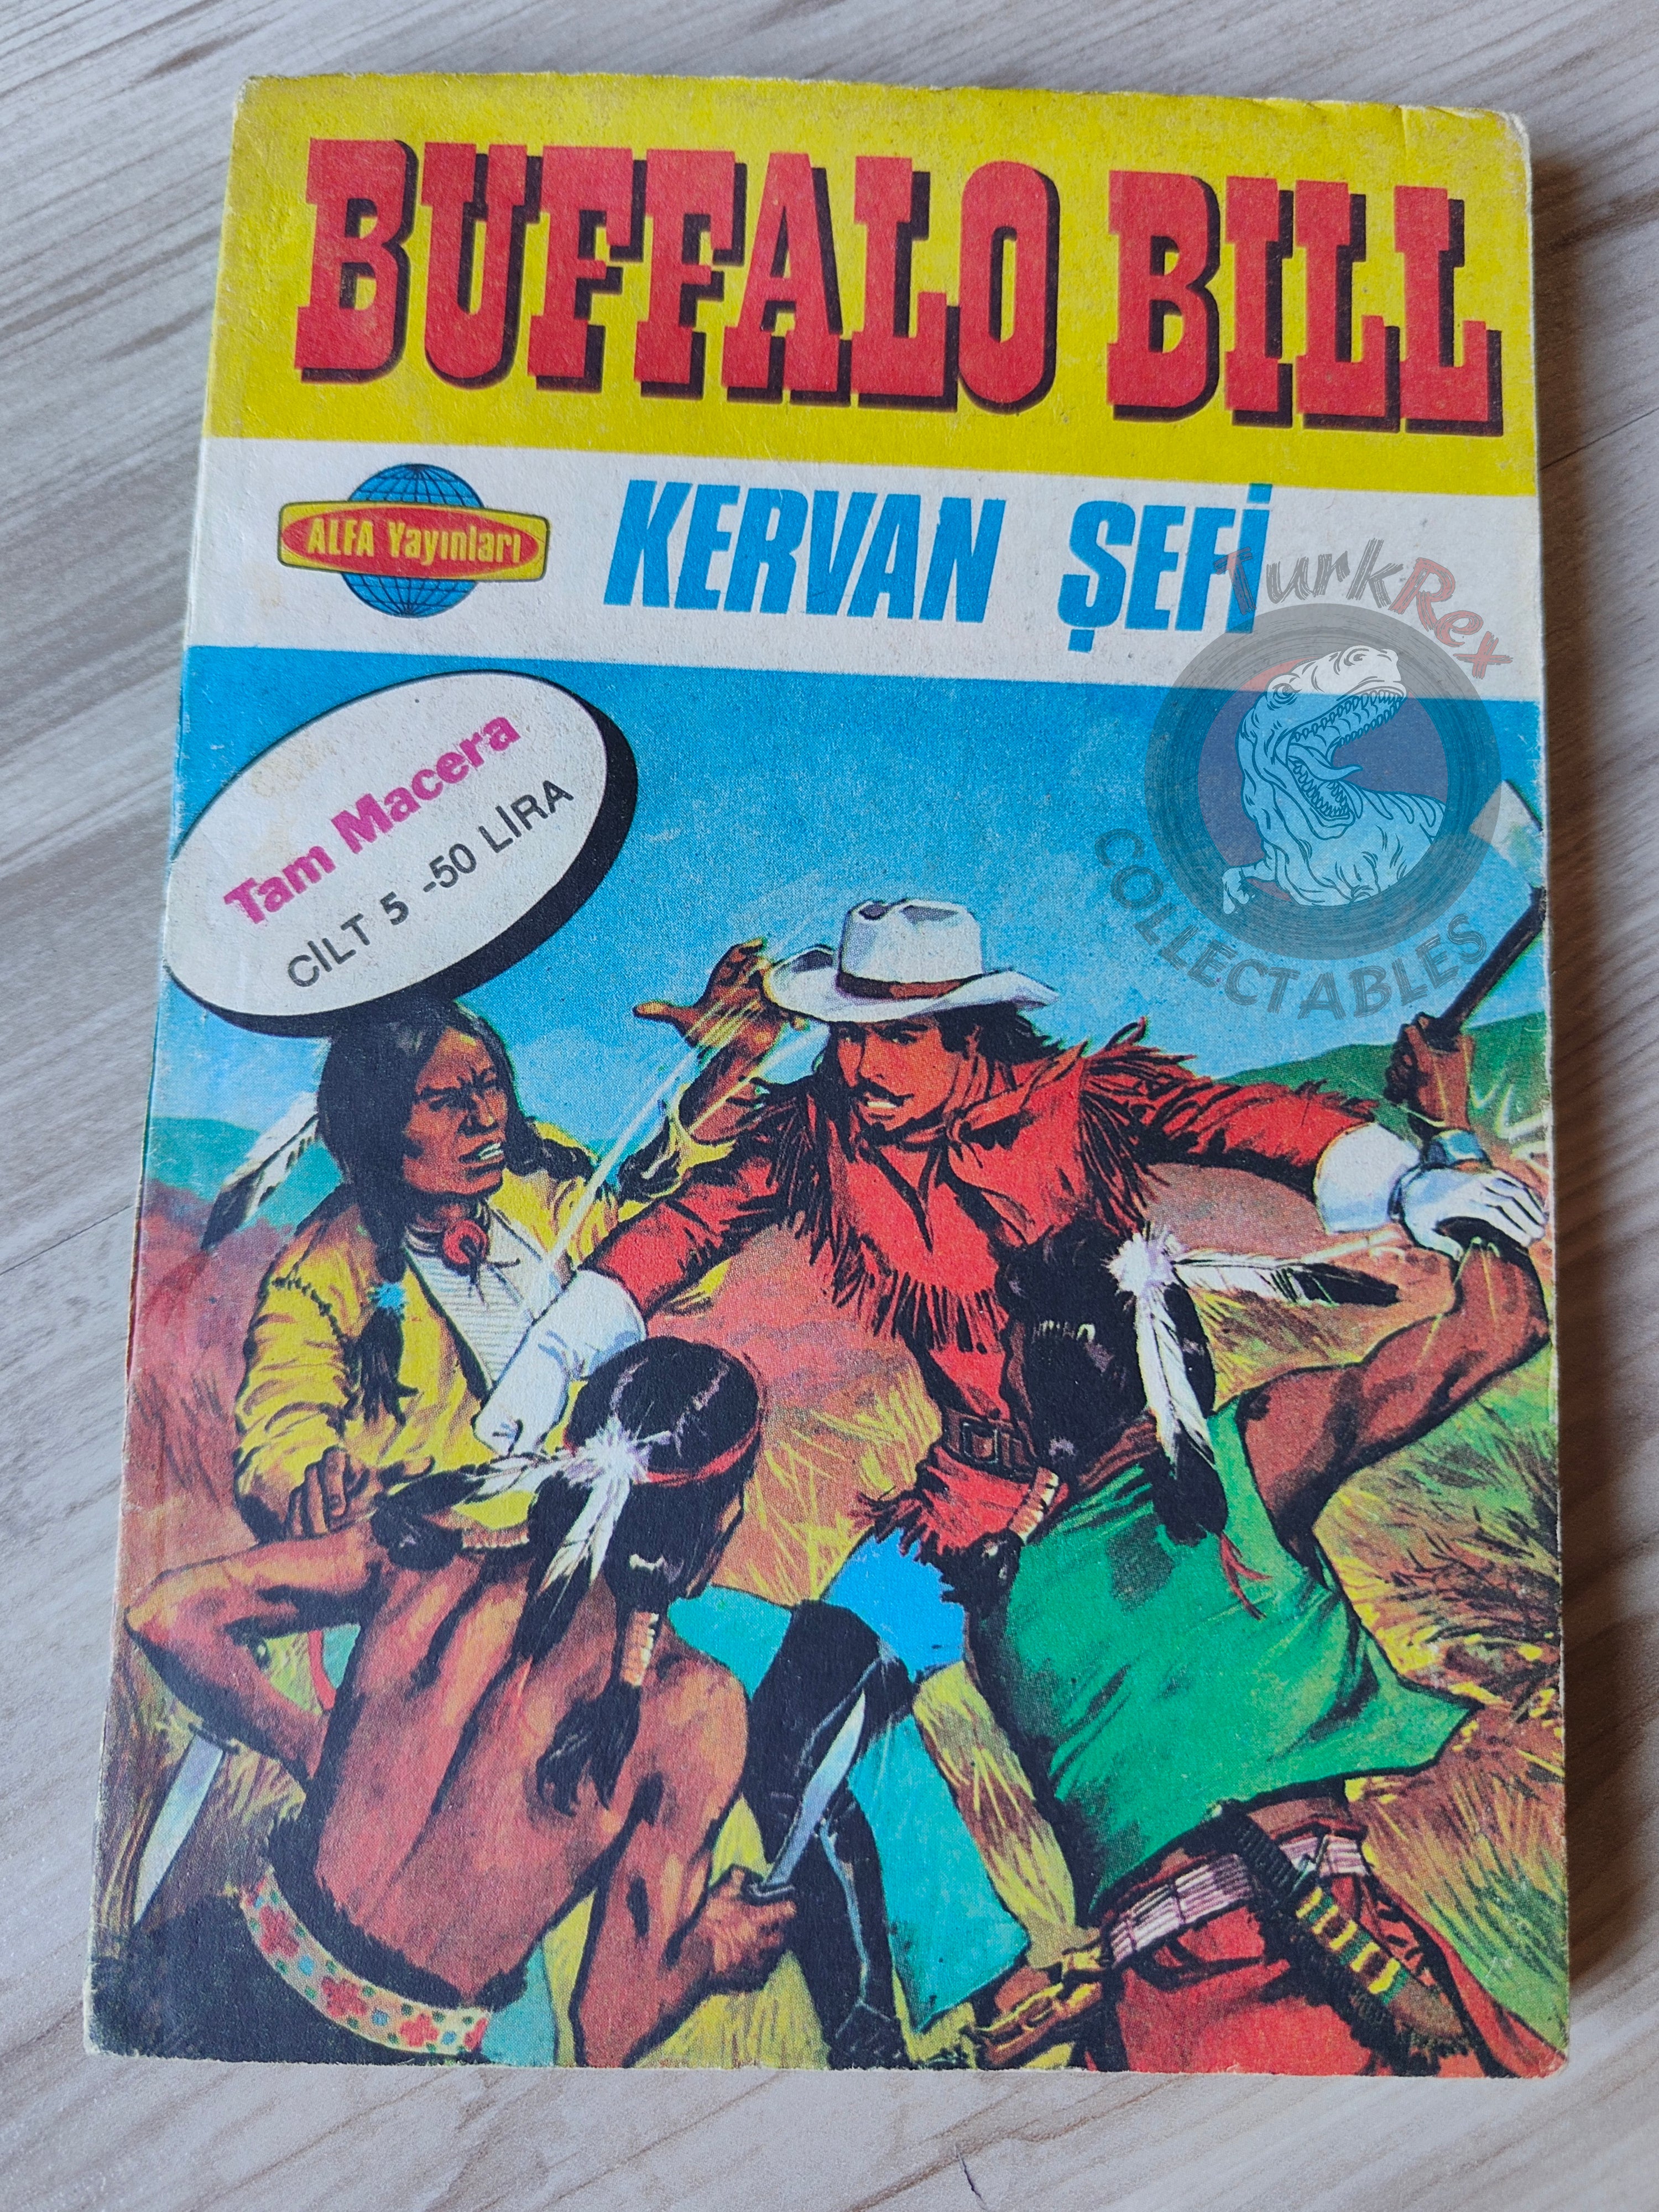 BUFFALO BILL
ALFA Yayınları
KERVAN ŞEFİ
TurkRex
COLLECTABLES
Tam Macera
CİLT 5 -50 LİRA